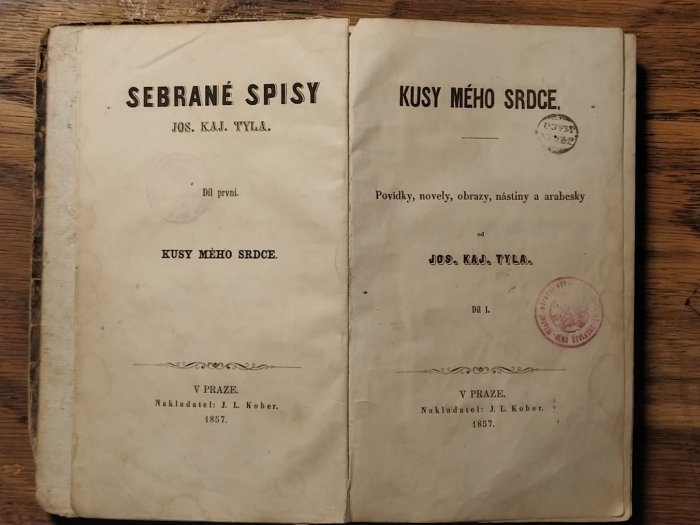 SEBRANÉ SPISY
JOS. KAJ. TYLA.
Díl první.
KUSY MÉHO SRDCE.
V PRAZE.
Nakladatel: J. L. Kober.
1857.
KUSY MÉHO SRDCE.
Povídky, novely, obrazy, nástiny a arabesky
od
JOS. KAJ. TYLA.
Díl I.
V PRAZE.
Nakladatel: J. L. Kober.
1857.